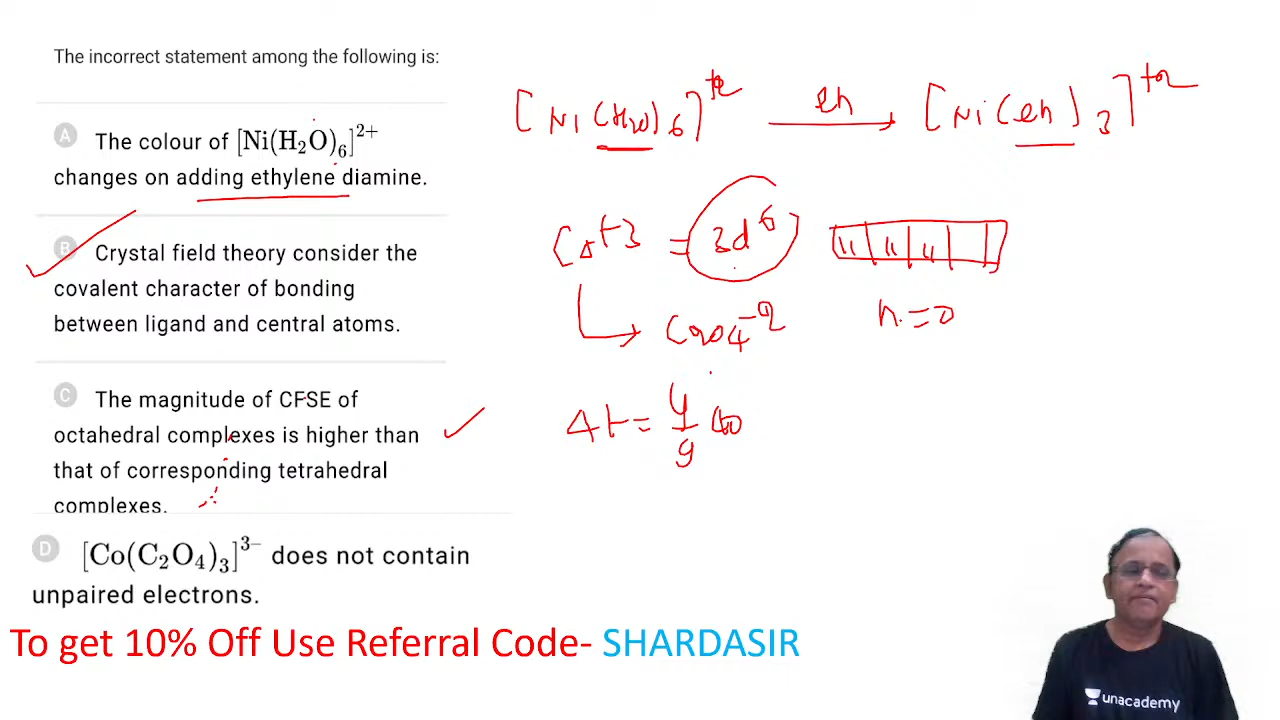 The incorrect statement among the following is:
A The colour of [Ni(H₂O)₆]²⁺
changes on adding ethylene diamine.
B Crystal field theory consider the
covalent character of bonding
between ligand and central atoms.
C The magnitude of CFSE of
octahedral complexes is higher than
that of corresponding tetrahedral
complexes.
D [Co(C₂O₄)₃]³⁻ does not contain
unpaired electrons.
[Ni(H₂O)₆]⁺² en → [Ni(en)₃]⁺²
Co⁺³ = 3d⁶ 11 11 11
C₂O₄⁻² n=0
Δt = 4/9 Δo
To get 10% Off Use Referral Code- SHARDASIR
unacademy